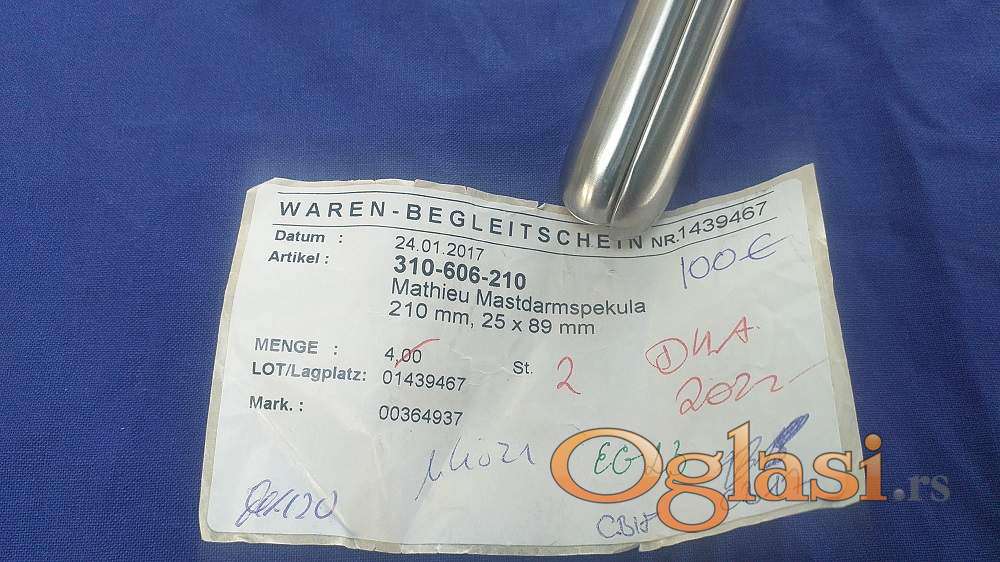 WAREN-BEGLEITSCHEIN NR.1439467
Datum : 24.01.2017
100€
Artikel : 310-606-210
Mathieu Mastdarmspekula
210 mm, 25 x 89 mm
MENGE : 4,00 St. 2
2022
LOT/Lagplatz: 01439467
Mark. : 00364937
Oglasi.rs